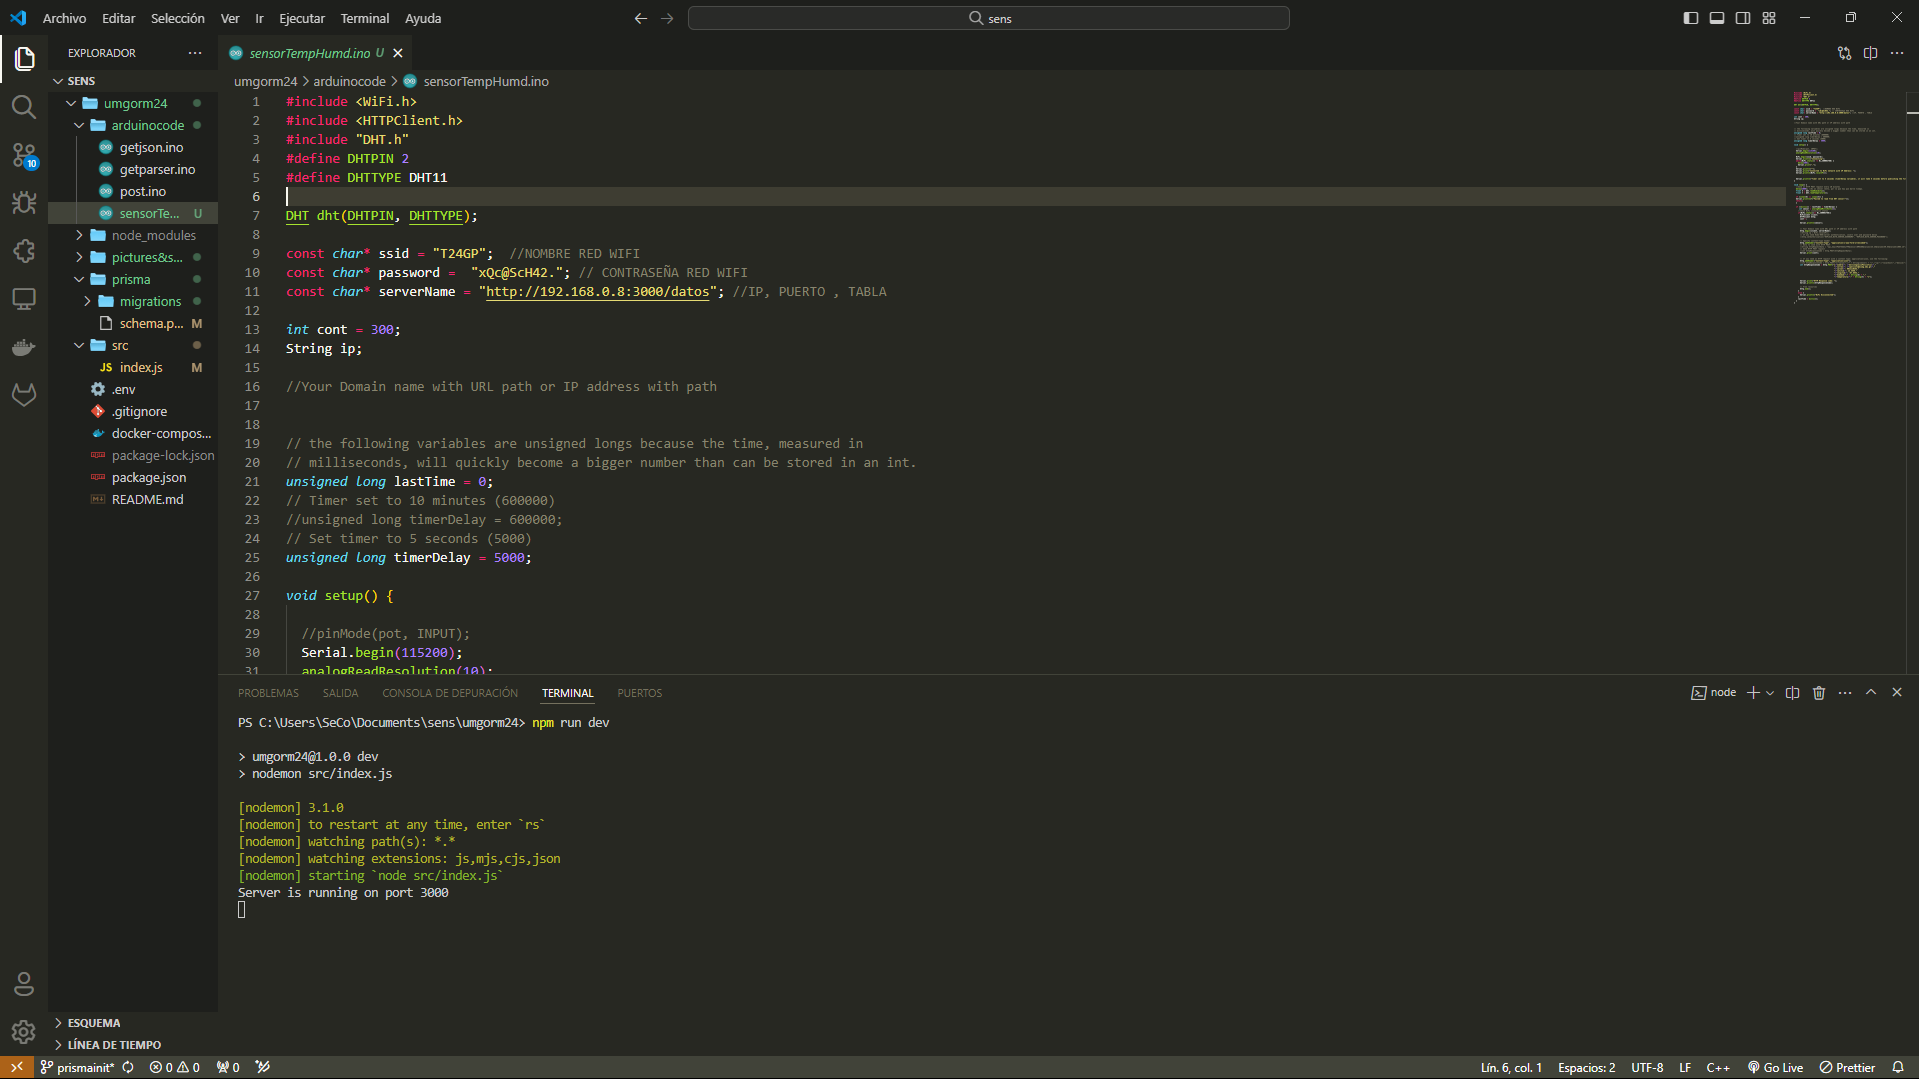 Archivo Editar Selección Ver Ir Ejecutar Terminal Ayuda
sens
EXPLORADOR
SENS
umgorm24
arduinocode
getjson.ino
getparser.ino
post.ino
sensorTe... U
node_modules
pictures&s...
prisma
migrations
schema.p... M
src
JS index.js M
.env
.gitignore
docker-compos...
package-lock.json
package.json
README.md
ESQUEMA
LÍNEA DE TIEMPO
10
sensorTempHumd.ino U
umgorm24 > arduinocode > sensorTempHumd.ino
1 #include <WiFi.h>
2 #include <HTTPClient.h>
3 #include "DHT.h"
4 #define DHTPIN 2
5 #define DHTTYPE DHT11
6
7 DHT dht(DHTPIN, DHTTYPE);
8
9 const char* ssid = "T24GP"; //NOMBRE RED WIFI
10 const char* password = "xQc@ScH42."; // CONTRASEÑA RED WIFI
11 const char* serverName = "http://192.168.0.8:3000/datos"; //IP, PUERTO , TABLA
12
13 int cont = 300;
14 String ip;
15
16 //Your Domain name with URL path or IP address with path
17
18
19 // the following variables are unsigned longs because the time, measured in
20 // milliseconds, will quickly become a bigger number than can be stored in an int.
21 unsigned long lastTime = 0;
22 // Timer set to 10 minutes (600000)
23 //unsigned long timerDelay = 600000;
24 // Set timer to 5 seconds (5000)
25 unsigned long timerDelay = 5000;
26
27 void setup() {
28
29 //pinMode(pot, INPUT);
30 Serial.begin(115200);
31 analogReadResolution(10);
PROBLEMAS SALIDA CONSOLA DE DEPURACIÓN TERMINAL PUERTOS
node
PS C:\Users\SeCo\Documents\sens\umgorm24> npm run dev
> umgorm24@1.0.0 dev
> nodemon src/index.js
[nodemon] 3.1.0
[nodemon] to restart at any time, enter `rs`
[nodemon] watching path(s): *.*
[nodemon] watching extensions: js,mjs,cjs,json
[nodemon] starting `node src/index.js`
Server is running on port 3000
prismainit* 0 0 0
Lín. 6, col. 1 Espacios: 2 UTF-8 LF C++ Go Live Prettier